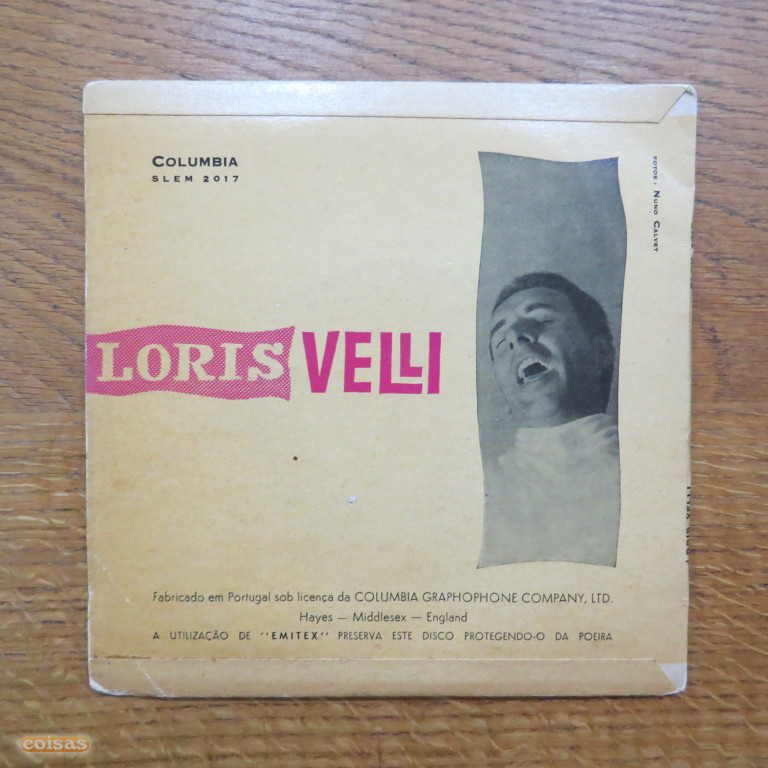 COLUMBIA
SLEM 2017
FOTOS: NUNO CALVET
LORIS VELLI
Fabricado em Portugal sob licença da COLUMBIA GRAPHOPHONE COMPANY, LTD.
Hayes — Middlesex — England
A UTILIZAÇÃO DE ''EMITEX'' PRESERVA ESTE DISCO PROTEGENDO-O DA POEIRA
coisas